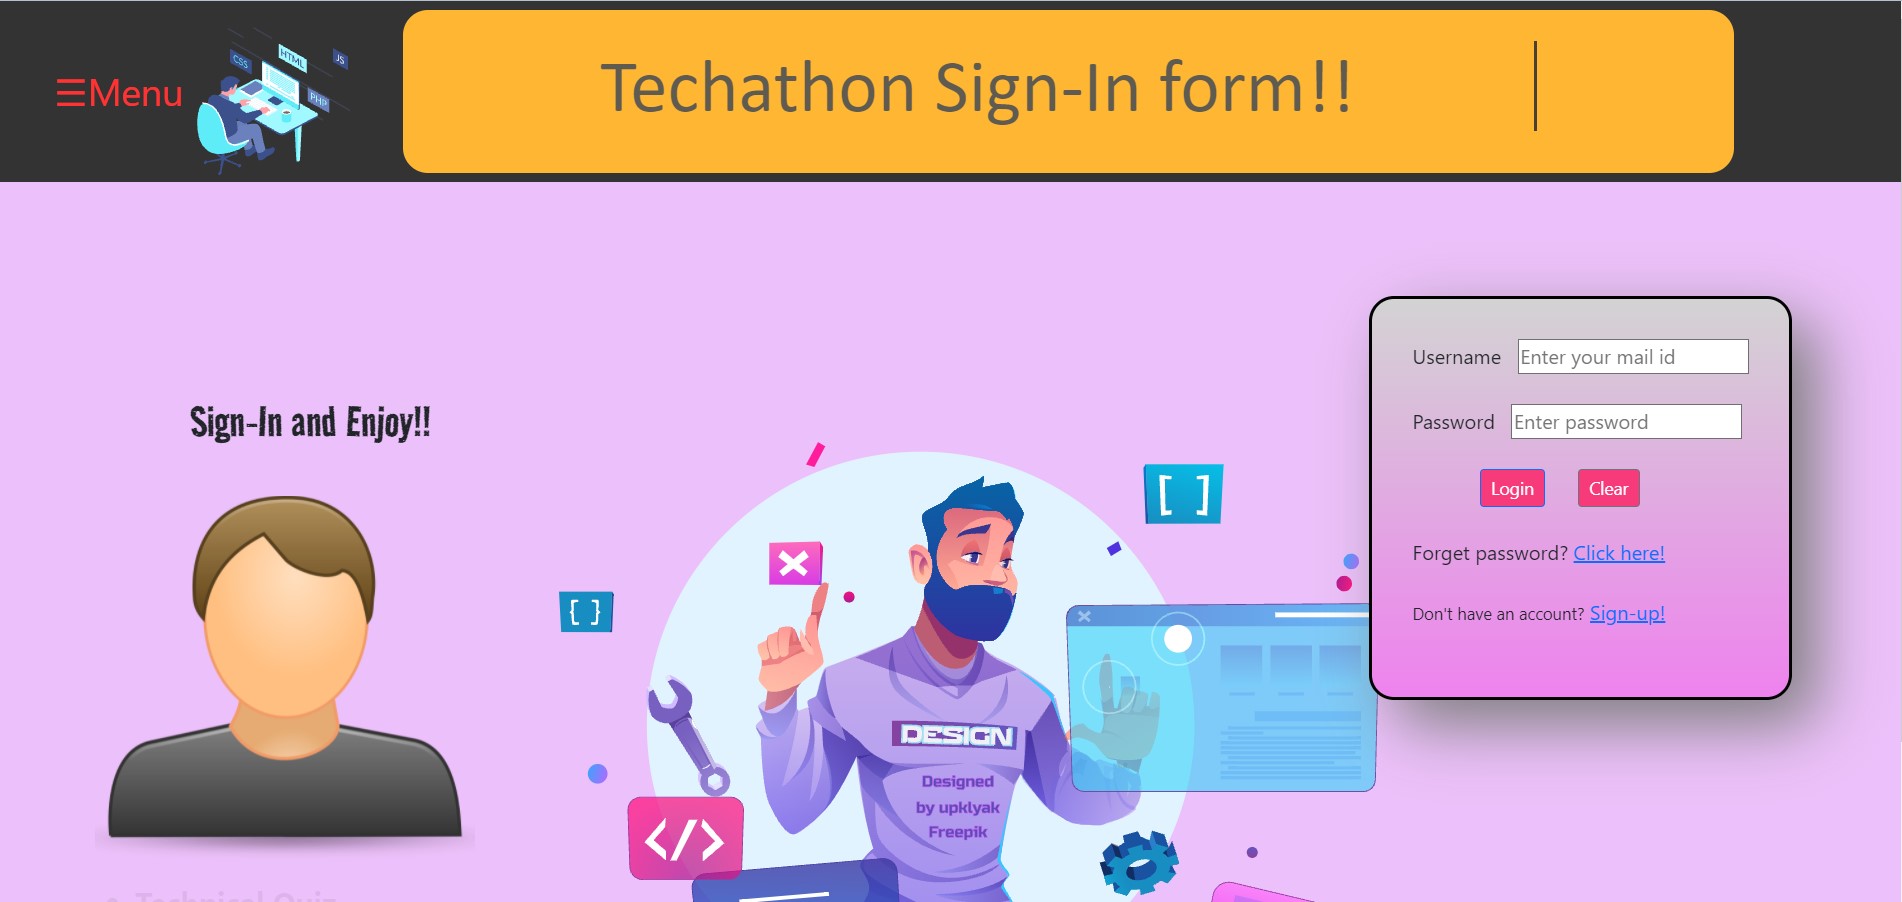 ☰Menu
CSS
HTML
JS
PHP
Techathon Sign-In form!!
Username Enter your mail id
Password Enter password
Login Clear
Forget password? Click here!
Don't have an account? Sign-up!
Sign-In and Enjoy!!
[ ]
{ }
DESIGN
Designed
by upklyak
Freepik
</>
Technical Quiz